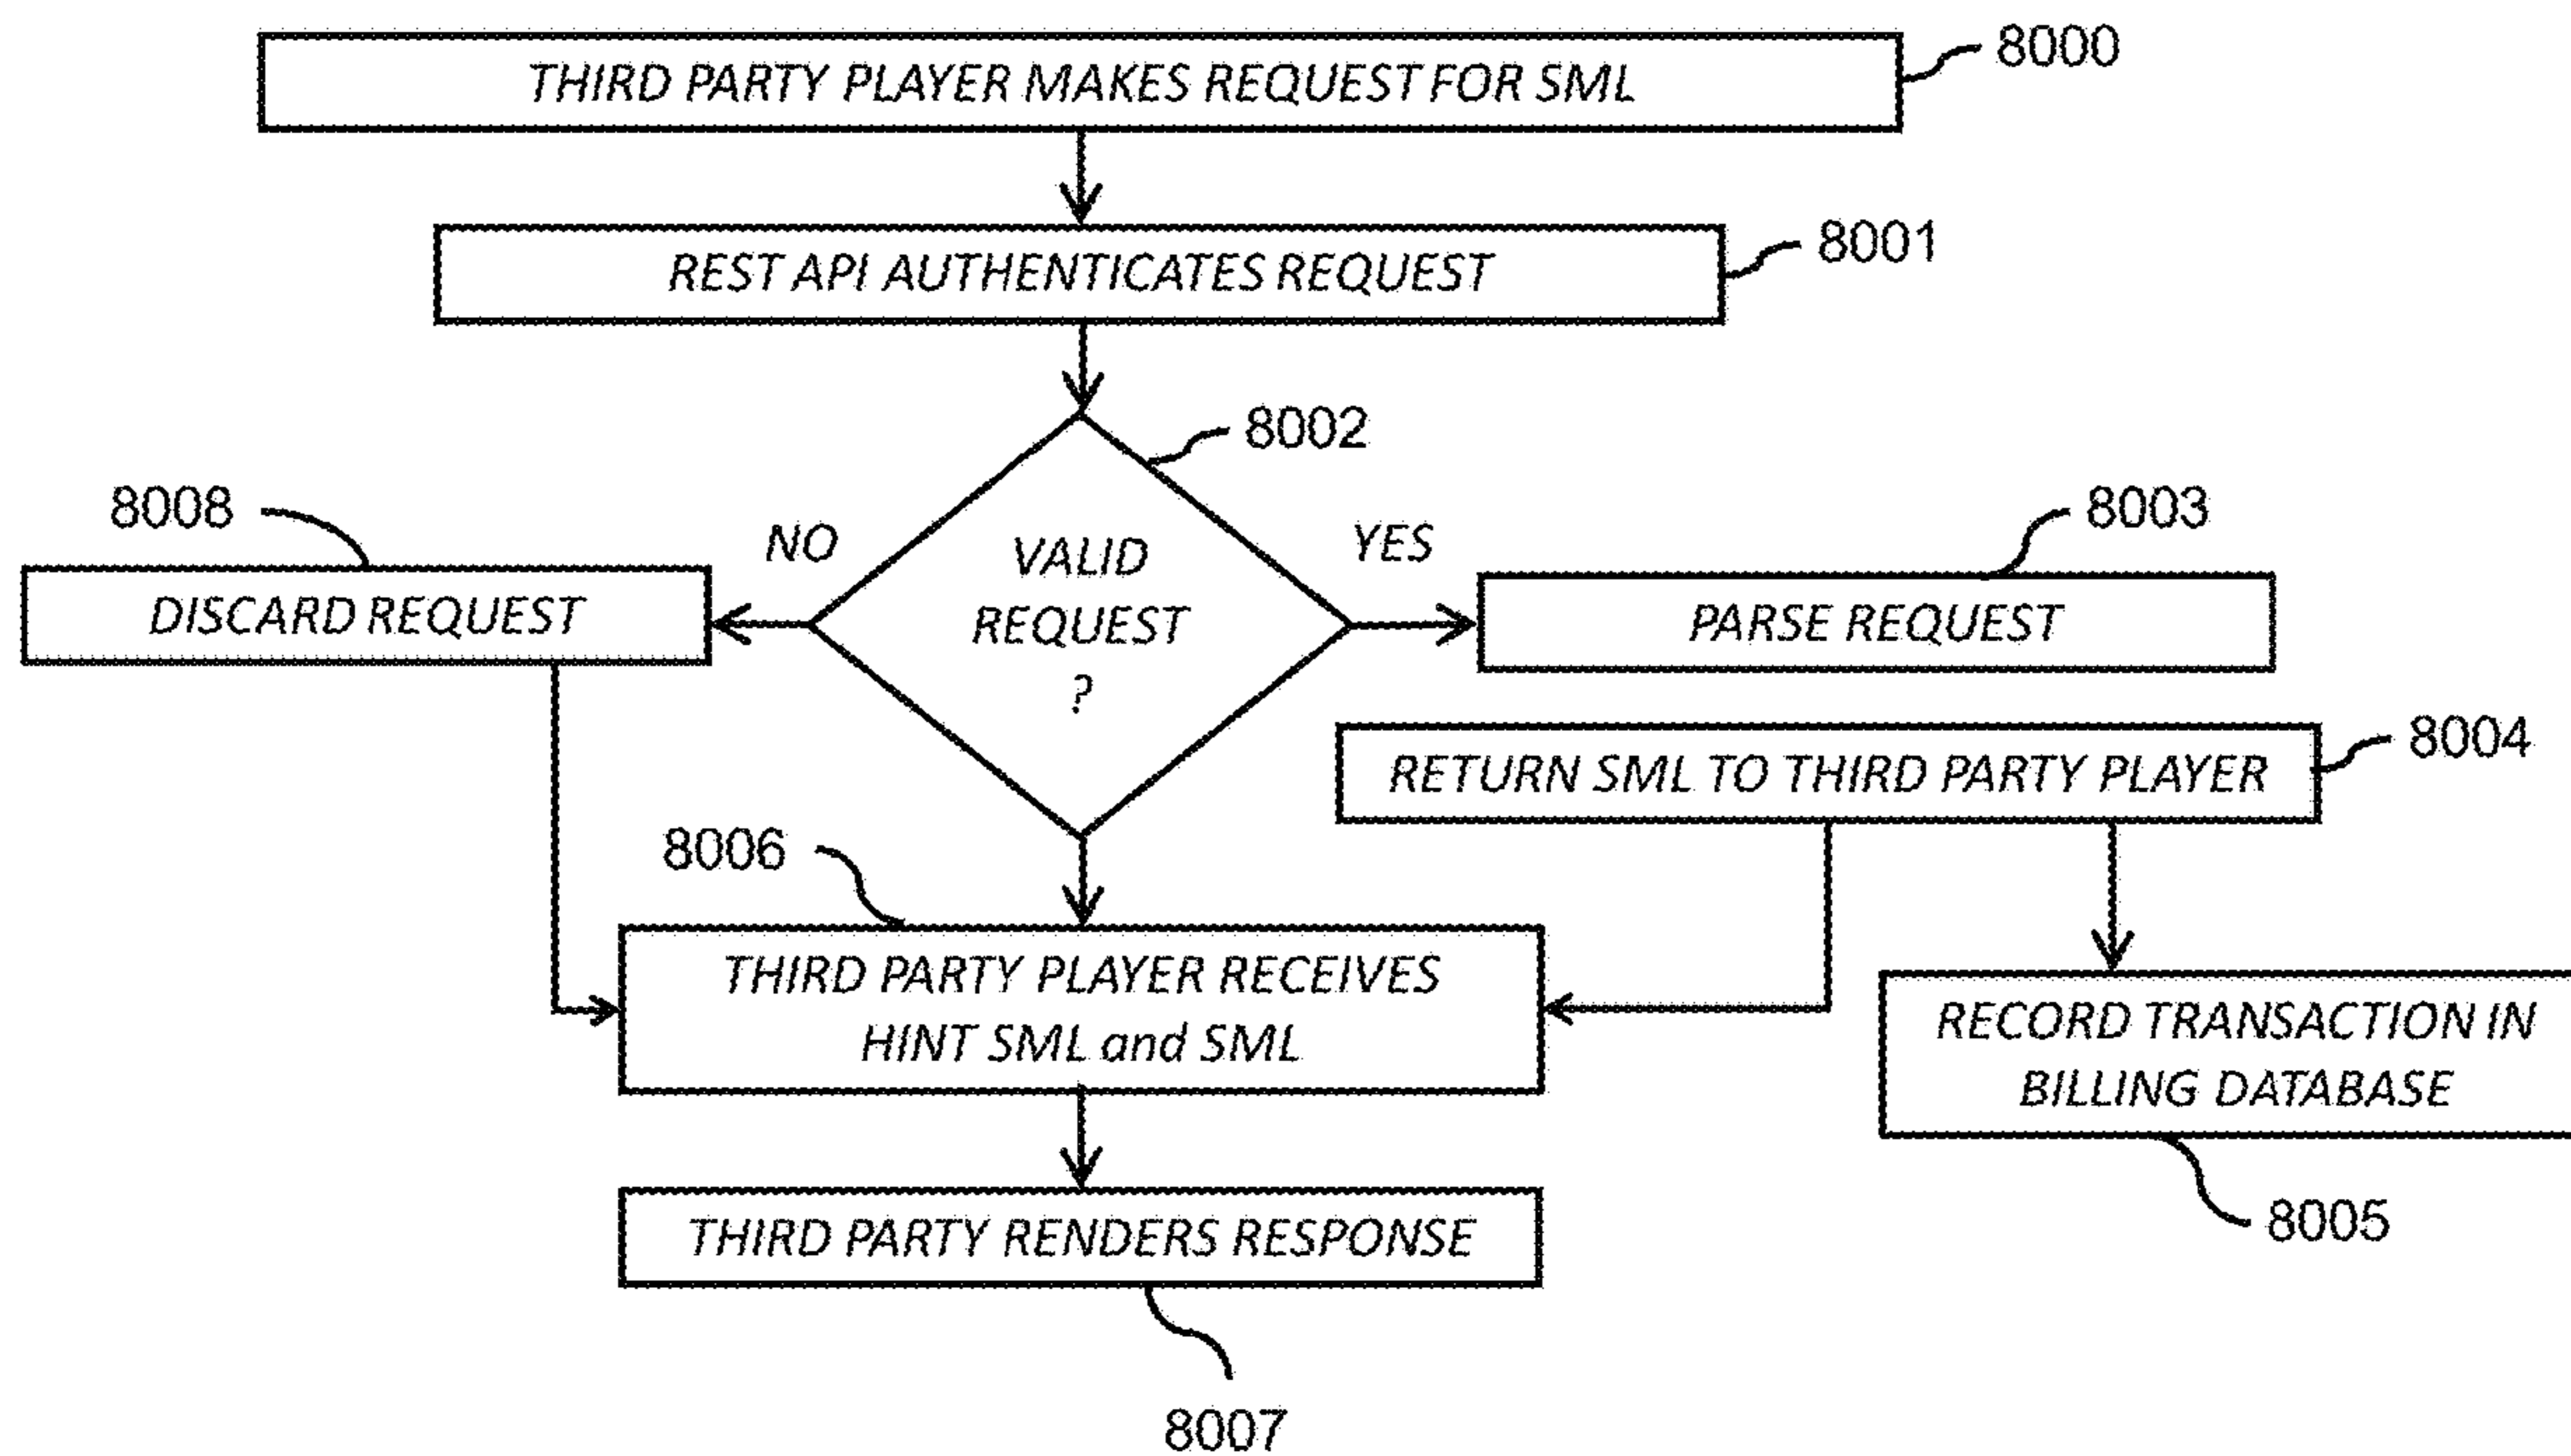 THIRD PARTY PLAYER MAKES REQUEST FOR SML
8000
REST API AUTHENTICATES REQUEST
8001
8002
VALID
REQUEST
?
NO
YES
8008
DISCARD REQUEST
8003
PARSE REQUEST
RETURN SML TO THIRD PARTY PLAYER
8004
8006
THIRD PARTY PLAYER RECEIVES
HINT SML and SML
RECORD TRANSACTION IN
BILLING DATABASE
8005
THIRD PARTY RENDERS RESPONSE
8007